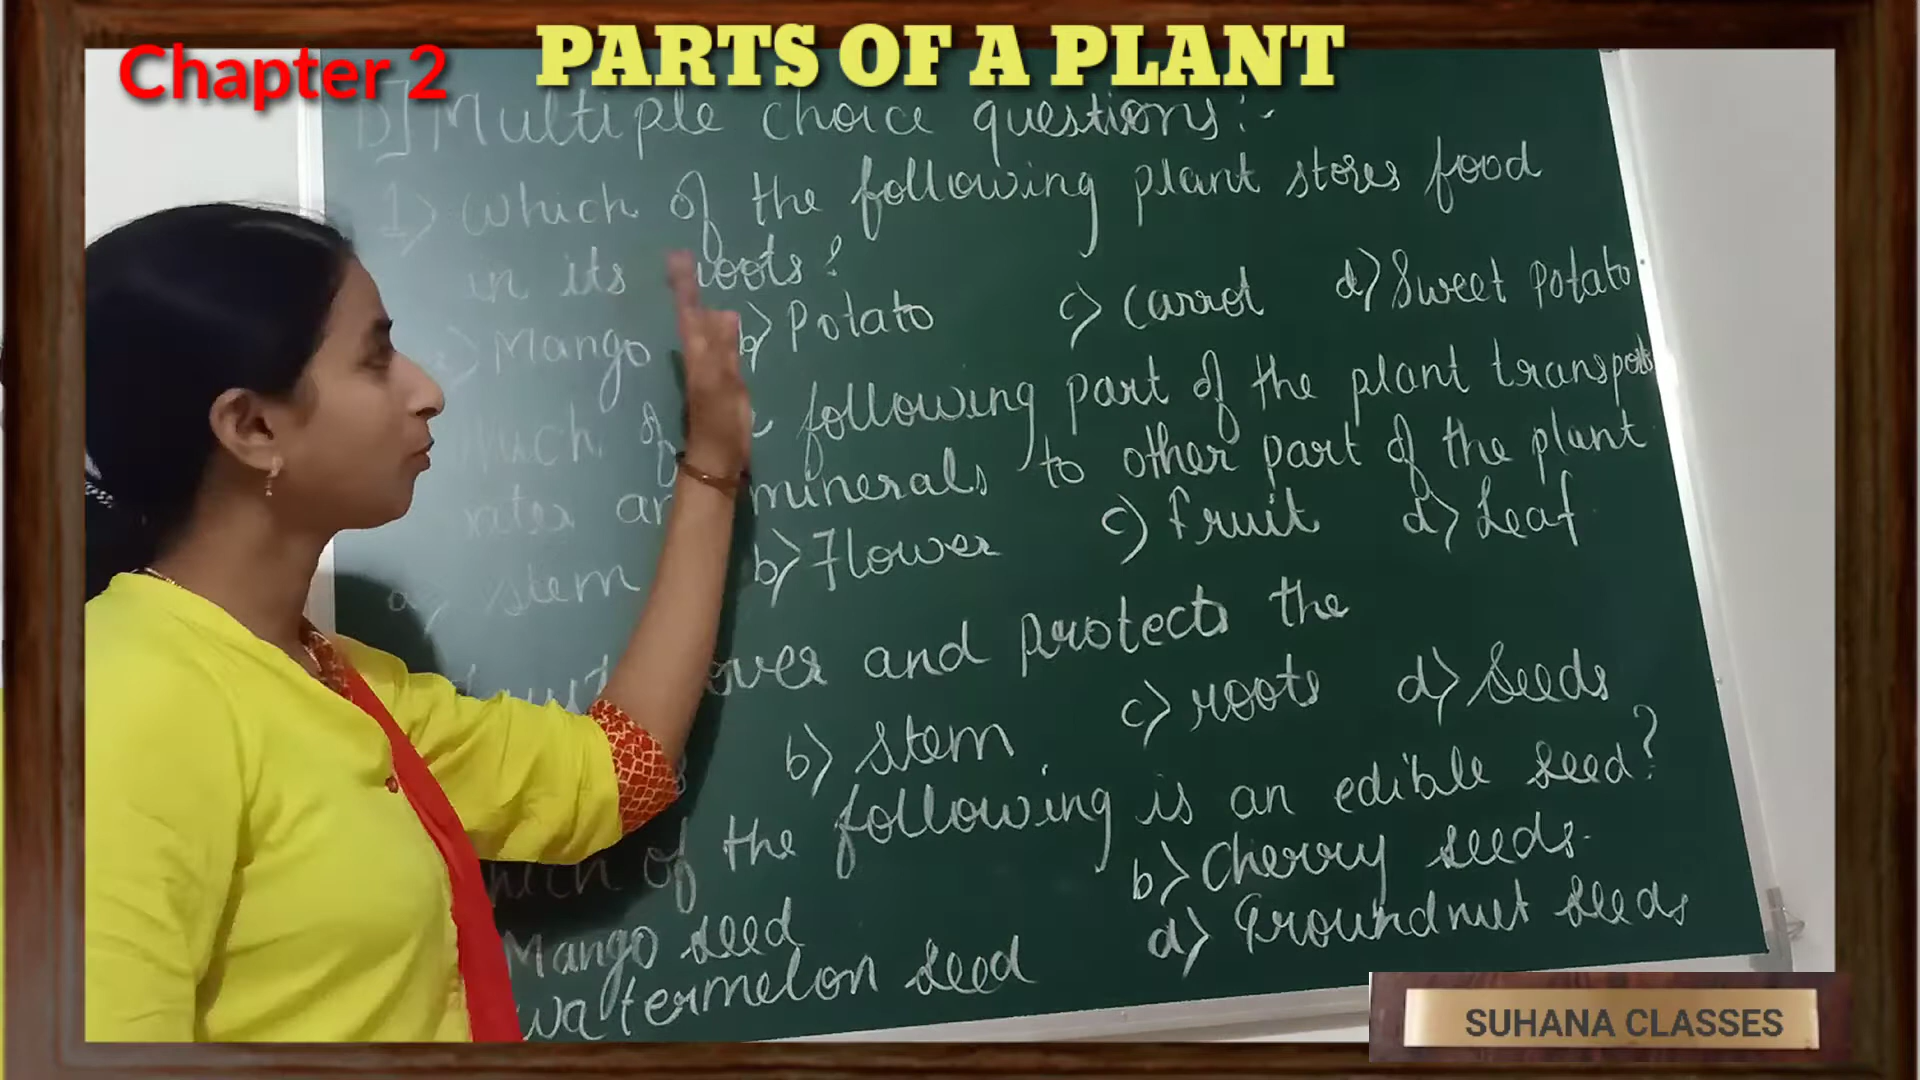 Chapter 2
PARTS OF A PLANT
D] Multiple choice questions:-
1) Which of the following plant stores food
in its roots?
Mango b) Potato c) Carrot d) Sweet Potato
of following part of the plant transports
minerals to other part of the plant
a) stem b) Flower c) fruit d) Leaf
and protects the
b) stem c) roots d) Seeds
of the following is an edible seed?
Mango seed b) Cherry seeds.
watermelon seed d) Groundnut seeds
SUHANA CLASSES